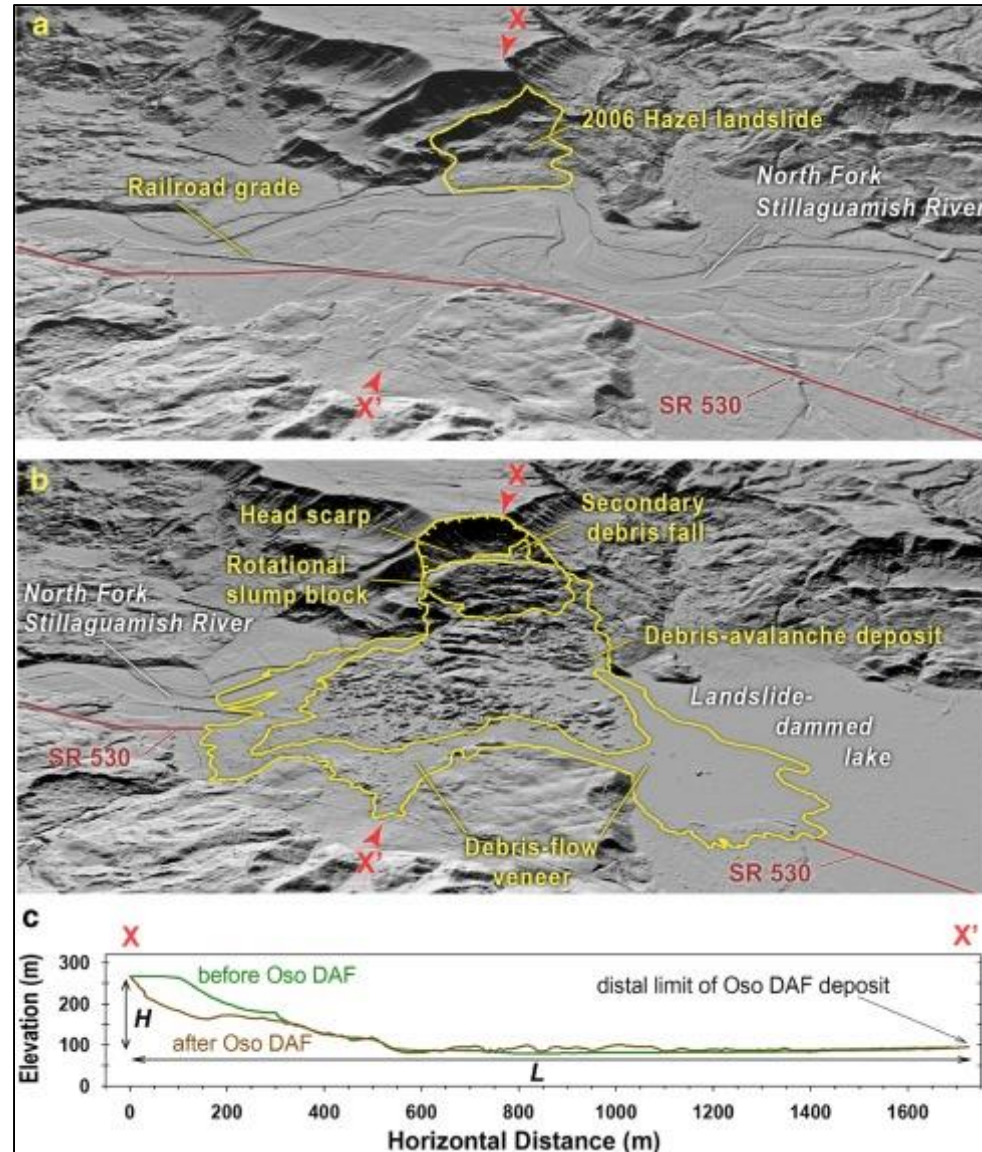 a
X
2006 Hazel landslide
Railroad grade
North Fork
Stillaguamish River
X'
SR 530
b
X
Head scarp
Secondary
debris fall
Rotational
slump block
North Fork
Stillaguamish River
Debris-avalanche deposit
Landslide-
dammed
lake
SR 530
X'
Debris-flow
veneer
SR 530
c
X
X'
300
200
100
0
Elevation (m)
before Oso DAF
distal limit of Oso DAF deposit
H
after Oso DAF
L
0 200 400 600 800 1000 1200 1400 1600
Horizontal Distance (m)